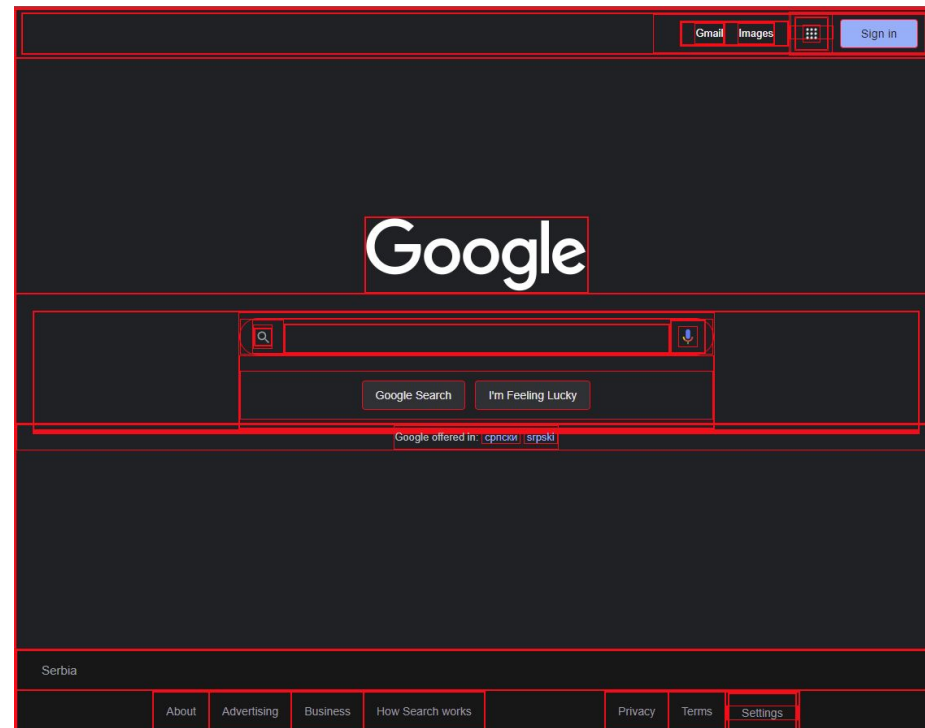 Gmail Images Sign in
Google
Google Search I'm Feeling Lucky
Google offered in: српски srpski
Serbia
About Advertising Business How Search works Privacy Terms Settings